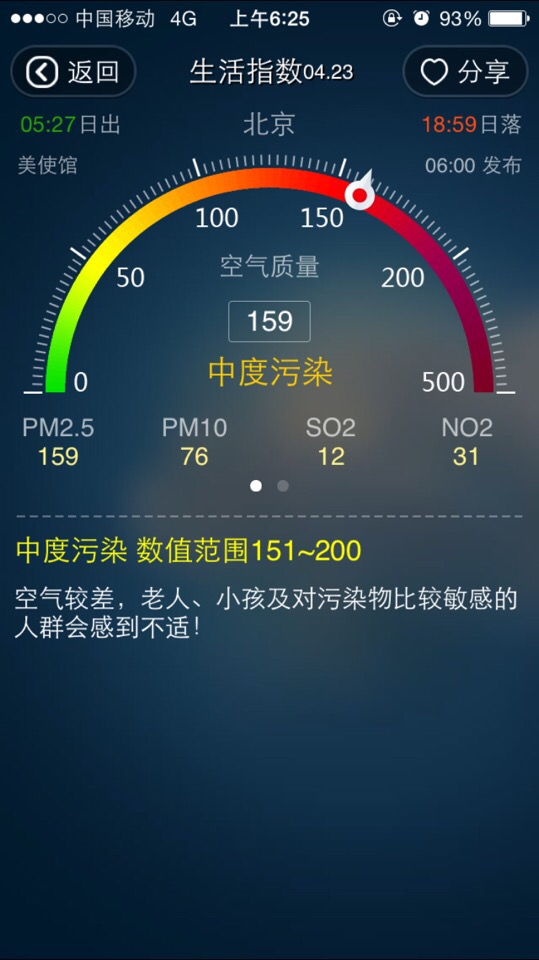 中国移动 4G 上午6:25 93%
返回 生活指数04.23 分享
05:27日出 北京 18:59日落
美使馆 06:00 发布
100 150
50 空气质量 200
159
0 中度污染 500
PM2.5 PM10 SO2 NO2
159 76 12 31
中度污染 数值范围151~200
空气较差，老人、小孩及对污染物比较敏感的
人群会感到不适！